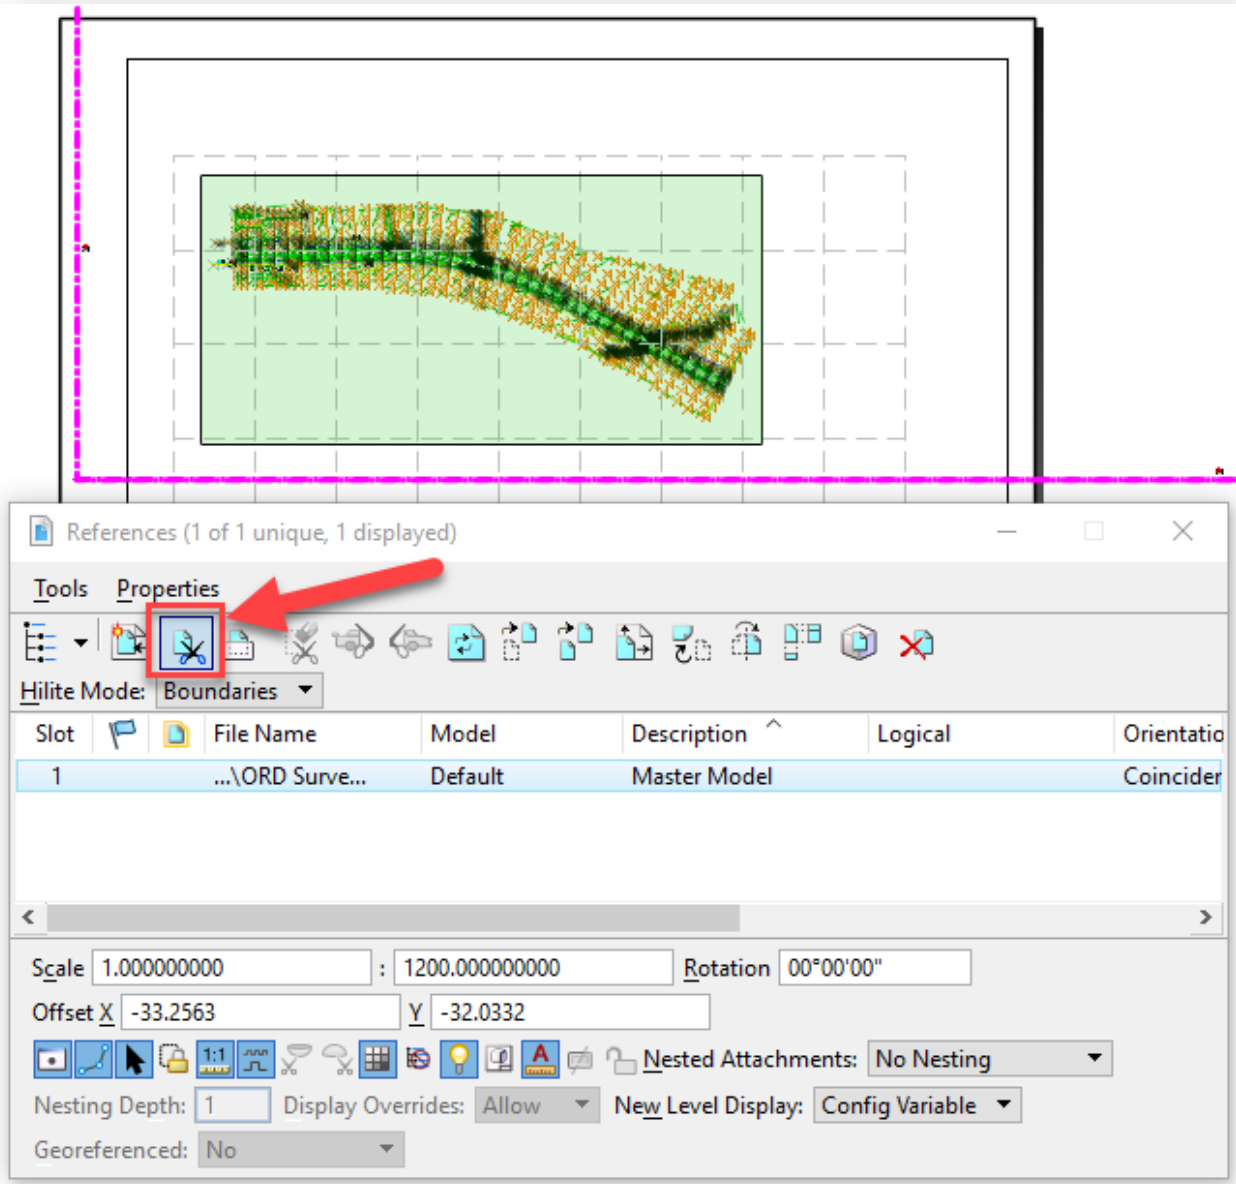 References (1 of 1 unique, 1 displayed)
Tools Properties
Hilite Mode: Boundaries
Slot File Name Model Description Logical Orientatio
1 ...\ORD Surve... Default Master Model Coincider
Scale 1.000000000 : 1200.000000000 Rotation 00°00'00"
Offset X -33.2563 Y -32.0332
1:1 A Nested Attachments: No Nesting
Nesting Depth: 1 Display Overrides: Allow New Level Display: Config Variable
Georeferenced: No